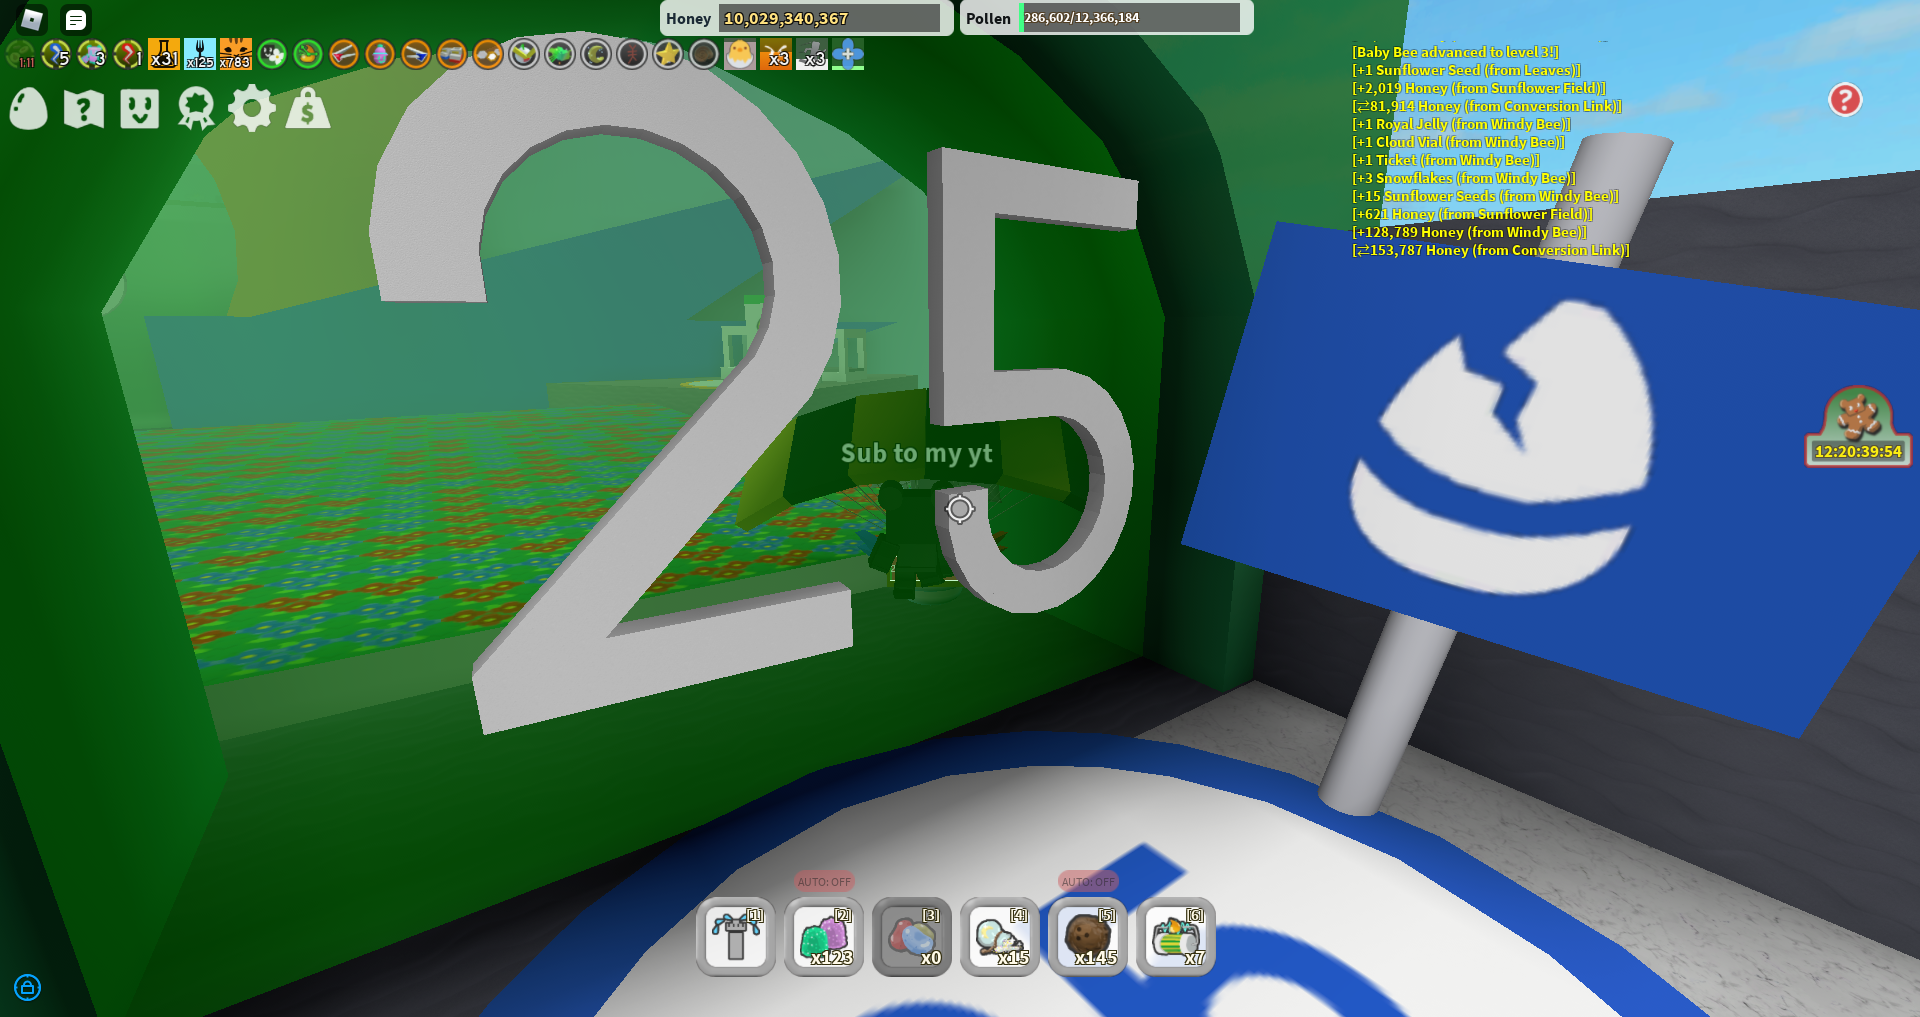 Honey 10,029,340,367
Pollen 286,602/12,366,184
1:11 5 3 1 x31 x125 x783 x3 x3
[Baby Bee advanced to level 3!]
[+1 Sunflower Seed (from Leaves)]
[+2,019 Honey (from Sunflower Field)]
[⇄81,914 Honey (from Conversion Link)]
[+1 Royal Jelly (from Windy Bee)]
[+1 Cloud Vial (from Windy Bee)]
[+1 Ticket (from Windy Bee)]
[+3 Snowflakes (from Windy Bee)]
[+15 Sunflower Seeds (from Windy Bee)]
[+621 Honey (from Sunflower Field)]
[+128,789 Honey (from Windy Bee)]
[⇄153,787 Honey (from Conversion Link)]
?
?
$
25
Sub to my yt
12:20:39:54
AUTO: OFF
AUTO: OFF
[1] [2] [3] [4] [5] [6]
x123 x0 x15 x145 x7